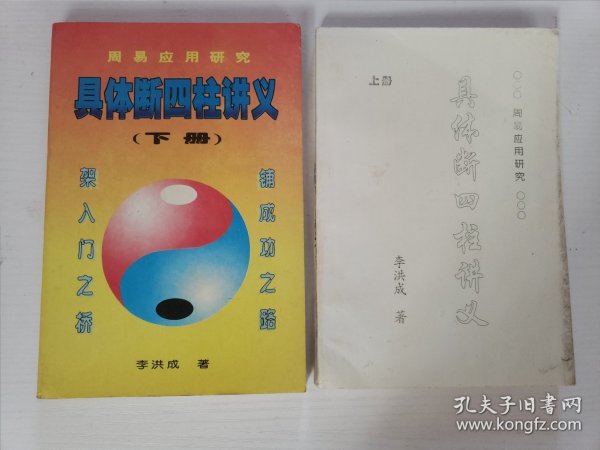 周易应用研究
具体断四柱讲义
(下册)
架入门之桥
铺成功之路
李洪成 著
上册
○○○周易应用研究○○○
具体断四柱讲义
李洪成 著
孔夫子旧书网
www.kongfz.com